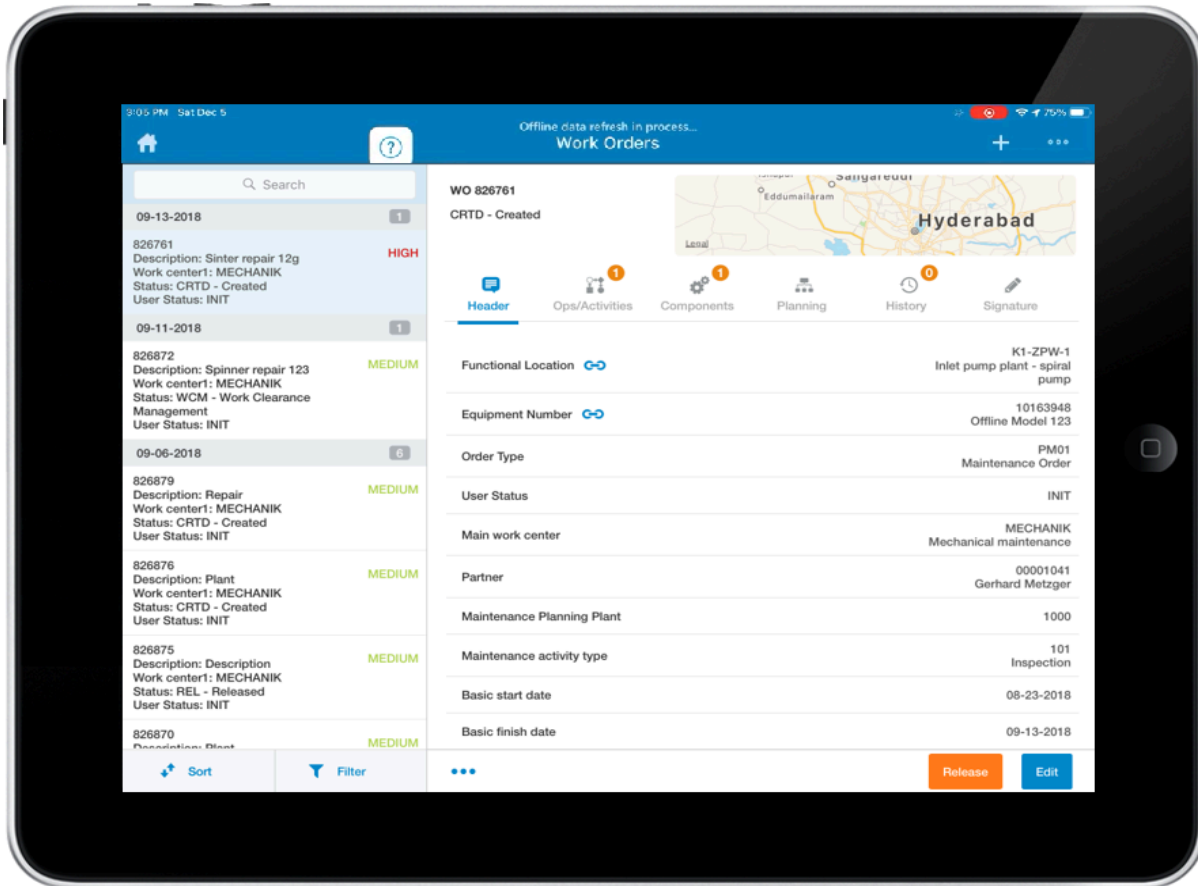 3:05 PM Sat Dec 5
75%
Offline data refresh in process...
Work Orders
Search
09-13-2018 1
826761
HIGH
Description: Sinter repair 12g
Work center1: MECHANIK
Status: CRTD - Created
User Status: INIT
09-11-2018 1
826872
MEDIUM
Description: Spinner repair 123
Work center1: MECHANIK
Status: WCM - Work Clearance
Management
User Status: INIT
09-06-2018 6
826879
MEDIUM
Description: Repair
Work center1: MECHANIK
Status: CRTD - Created
User Status: INIT
826876
MEDIUM
Description: Plant
Work center1: MECHANIK
Status: CRTD - Created
User Status: INIT
826875
MEDIUM
Description: Description
Work center1: MECHANIK
Status: REL - Released
User Status: INIT
826870
MEDIUM
Description: Plant
Sort
Filter
WO 826761
CRTD - Created
Sangareddi
Eddumailaram
Hyderabad
Legal
1
1
0
Header
Ops/Activities
Components
Planning
History
Signature
Functional Location
K1-ZPW-1
Inlet pump plant - spiral
pump
Equipment Number
10163948
Offline Model 123
Order Type
PM01
Maintenance Order
User Status
INIT
Main work center
MECHANIK
Mechanical maintenance
Partner
00001041
Gerhard Metzger
Maintenance Planning Plant
1000
Maintenance activity type
101
Inspection
Basic start date
08-23-2018
Basic finish date
09-13-2018
Release
Edit